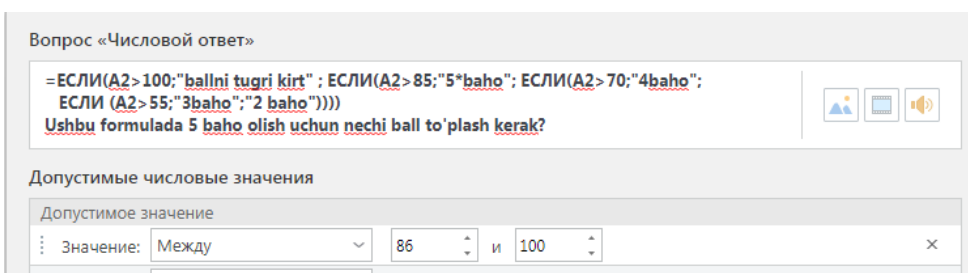 Вопрос «Числовой ответ»
=ЕСЛИ(A2>100;"ballni tugri kirt" ; ЕСЛИ(A2>85;"5*baho"; ЕСЛИ(A2>70;"4baho";
ЕСЛИ (A2>55;"3baho";"2 baho"))))
Ushbu formulada 5 baho olish uchun nechi ball to'plash kerak?
Допустимые числовые значения
Допустимое значение
Значение: Между 86 и 100